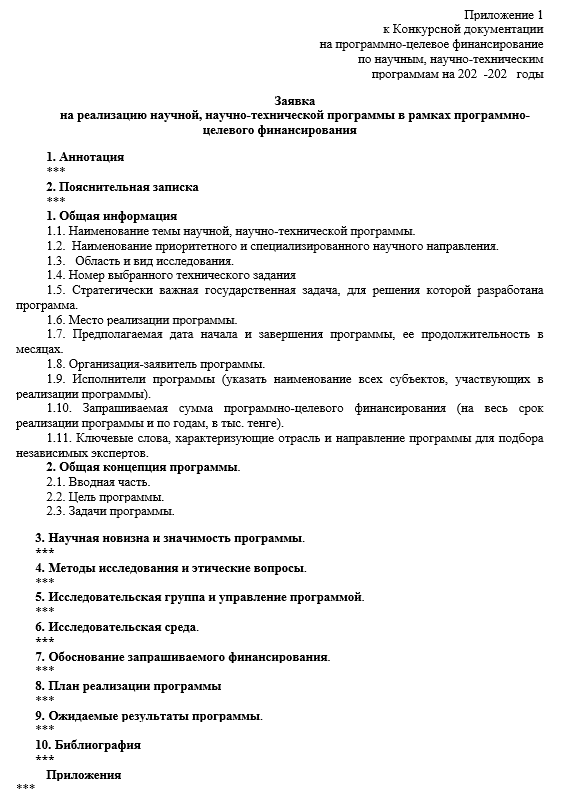 Приложение 1
к Конкурсной документации
на программно-целевое финансирование
по научным, научно-техническим
программам на 202 -202 годы
Заявка
на реализацию научной, научно-технической программы в рамках программно-
целевого финансирования
1. Аннотация
***
2. Пояснительная записка
***
1. Общая информация
1.1. Наименование темы научной, научно-технической программы.
1.2. Наименование приоритетного и специализированного научного направления.
1.3. Область и вид исследования.
1.4. Номер выбранного технического задания
1.5. Стратегически важная государственная задача, для решения которой разработана
программа.
1.6. Место реализации программы.
1.7. Предполагаемая дата начала и завершения программы, ее продолжительность в
месяцах.
1.8. Организация-заявитель программы.
1.9. Исполнители программы (указать наименование всех субъектов, участвующих в
реализации программы).
1.10. Запрашиваемая сумма программно-целевого финансирования (на весь срок
реализации программы и по годам, в тыс. тенге).
1.11. Ключевые слова, характеризующие отрасль и направление программы для подбора
независимых экспертов.
2. Общая концепция программы.
2.1. Вводная часть.
2.2. Цель программы.
2.3. Задачи программы.
3. Научная новизна и значимость программы.
***
4. Методы исследования и этические вопросы.
***
5. Исследовательская группа и управление программой.
***
6. Исследовательская среда.
***
7. Обоснование запрашиваемого финансирования.
***
8. План реализации программы
***
9. Ожидаемые результаты программы.
***
10. Библиография
***
Приложения
***